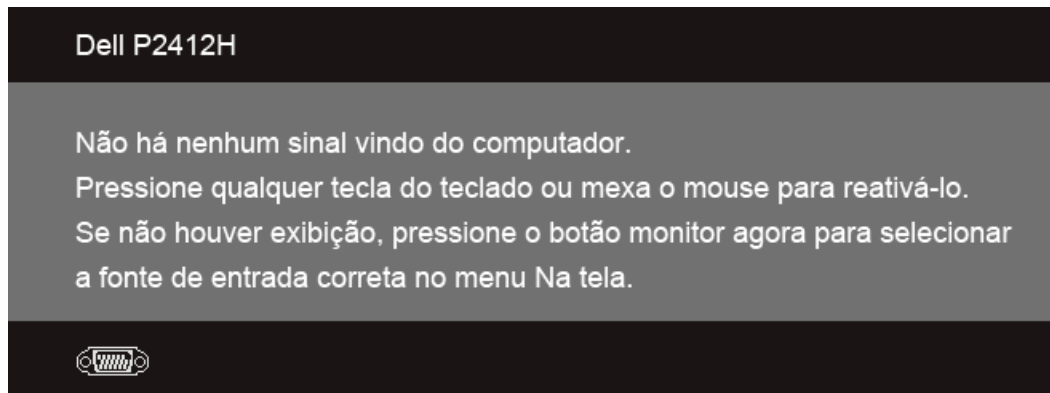 Dell P2412H
Não há nenhum sinal vindo do computador.
Pressione qualquer tecla do teclado ou mexa o mouse para reativá-lo.
Se não houver exibição, pressione o botão monitor agora para selecionar
a fonte de entrada correta no menu Na tela.